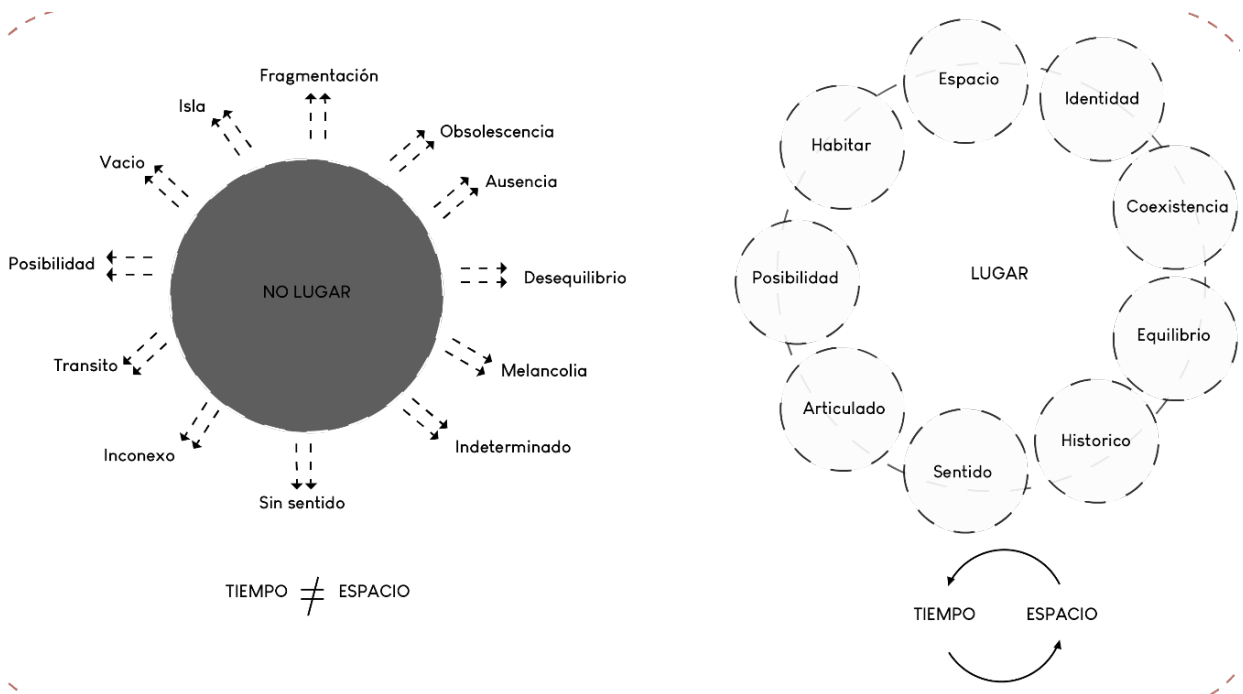 Fragmentación
Isla
Obsolescencia
Vacio
Ausencia
Posibilidad
Desequilibrio
NO LUGAR
Transito
Melancolia
Inconexo
Indeterminado
Sin sentido
TIEMPO ≠ ESPACIO
Espacio
Identidad
Habitar
Coexistencia
Posibilidad
LUGAR
Equilibrio
Articulado
Historico
Sentido
TIEMPO ESPACIO